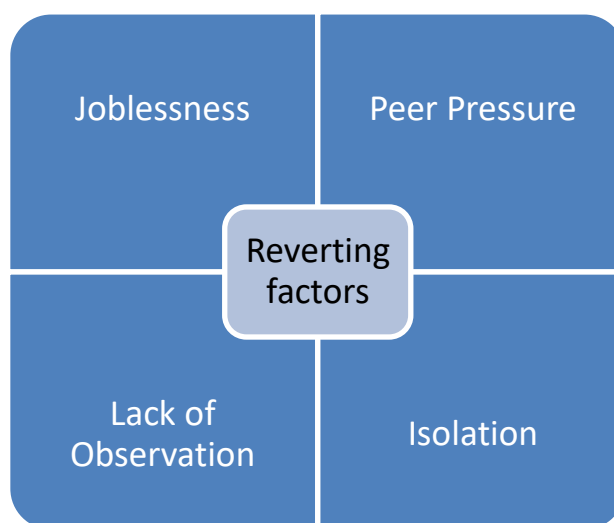 Joblessness
Peer Pressure
Reverting
factors
Lack of
Observation
Isolation